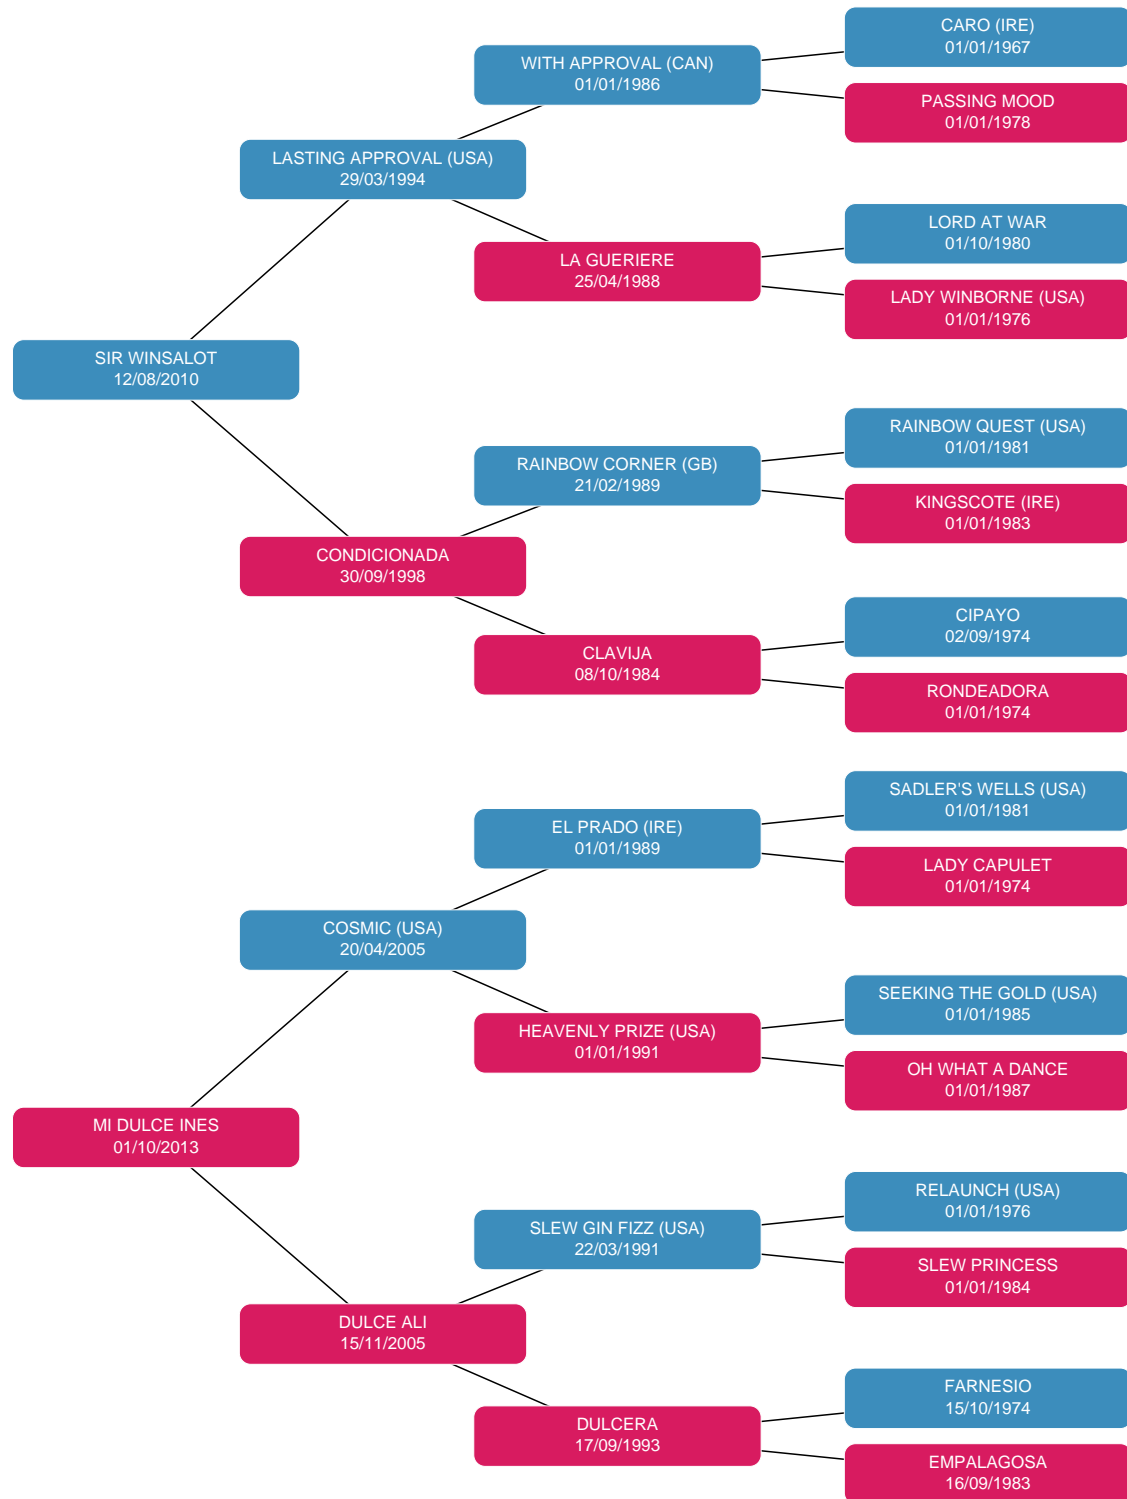 CARO (IRE)
01/01/1967
WITH APPROVAL (CAN)
01/01/1986
PASSING MOOD
01/01/1978
LASTING APPROVAL (USA)
29/03/1994
LORD AT WAR
01/10/1980
LA GUERIERE
25/04/1988
LADY WINBORNE (USA)
01/01/1976
SIR WINSALOT
12/08/2010
RAINBOW QUEST (USA)
01/01/1981
RAINBOW CORNER (GB)
21/02/1989
KINGSCOTE (IRE)
01/01/1983
CONDICIONADA
30/09/1998
CIPAYO
02/09/1974
CLAVIJA
08/10/1984
RONDEADORA
01/01/1974
SADLER'S WELLS (USA)
01/01/1981
EL PRADO (IRE)
01/01/1989
LADY CAPULET
01/01/1974
COSMIC (USA)
20/04/2005
SEEKING THE GOLD (USA)
01/01/1985
HEAVENLY PRIZE (USA)
01/01/1991
OH WHAT A DANCE
01/01/1987
MI DULCE INES
01/10/2013
RELAUNCH (USA)
01/01/1976
SLEW GIN FIZZ (USA)
22/03/1991
SLEW PRINCESS
01/01/1984
DULCE ALI
15/11/2005
FARNESIO
15/10/1974
DULCERA
17/09/1993
EMPALAGOSA
16/09/1983